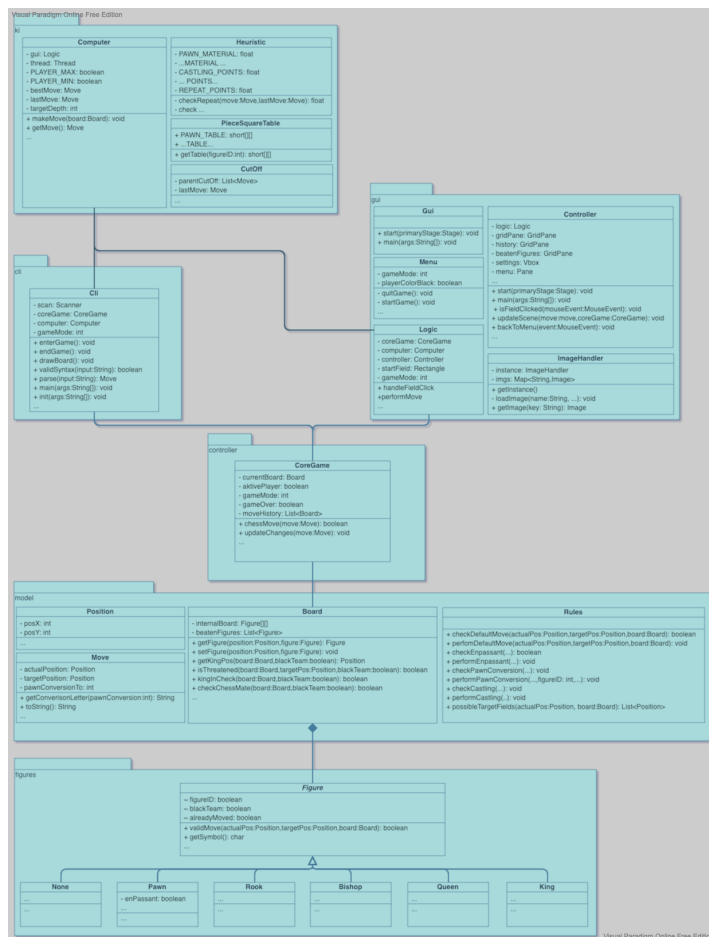 Visual Paradigm Online Free Edition
ki
Computer
- gui: Logic
- thread: Thread
- PLAYER_MAX: boolean
- PLAYER_MIN: boolean
- bestMove: Move
- lastMove: Move
- targetDepth: int
+ makeMove(board:Board): void
+ getMove(): Move
...
Heuristic
- PAWN_MATERIAL: float
- ...MATERIAL ...
- CASTLING_POINTS: float
- ... POINTS...
- REPEAT_POINTS: float
- checkRepeat(move:Move,lastMove:Move): float
- check ...
PieceSquareTable
+ PAWN_TABLE: short[][]
+ ...TABLE...
+ getTable(figureID:int): short[][]
CutOff
- parentCutOff: List<Move>
- lastMove: Move
...
gui
Gui
+ start(primaryStage:Stage): void
+ main(args:String[]): void
Menu
- gameMode: int
- playerColorBlack: boolean
- quitGame(): void
- startGame(): void
...
Logic
- coreGame: CoreGame
- computer: Computer
- controller: Controller
- startField: Rectangle
- gameMode: int
+ handleFieldClick
+performMove
...
Controller
- logic: Logic
- gridPane: GridPane
- history: GridPane
- beatenFigures: GridPane
- settings: Vbox
- menu: Pane
+ start(primaryStage:Stage): void
+ main(args:String[]): void
+ isFieldClicked(mouseEvent:MouseEvent): void
+ updateScene(move:move,coreGame:CoreGame): void
+ backToMenu(event:MouseEvent): void
...
ImageHandler
- instance: ImageHandler
- imgs: Map<String,Image>
+ getInstance()
- loadImage(name:String, ...): void
+ getImage(key: String): Image
cli
Cli
- scan: Scanner
- coreGame: CoreGame
- computer: Computer
- gameMode: int
+ enterGame(): void
+ endGame(): void
+ drawBoard(): void
+ validSyntax(input:String): boolean
+ parse(input:String): Move
+ main(args:String[]): void
+ init(args:String[]): void
...
controller
CoreGame
- currentBoard: Board
- aktivePlayer: boolean
- gameMode: int
- gameOver: boolean
- moveHistory: List<Board>
+ chessMove(move:Move): boolean
+ updateChanges(move:Move): void
...
model
Position
- posX: int
- posY: int
...
Move
- actualPosition: Position
- targetPosition: Position
- pawnConversionTo: int
+ getConverisonLetter(pawnConversion:int): String
+ toString(): String
...
Board
- internalBoard: Figure[][]
- beatenFigures: List<Figure>
+ getFigure(position:Position,figure:Figure): Figure
+ setFigure(position:Position,figure:Figure): void
+ getKingPos(board:Board,blackTeam:boolean): Position
+ isThreatened(board:Board,targetPos:Position,blackTeam:boolean): boolean
+ kingInCheck(board:Board,blackTeam:boolean): boolean
+ checkChessMate(board:Board,blackTeam:boolean): boolean
...
Rules
+ checkDefaultMove(actualPos:Position,targetPos:Position,board:Board): boolean
+ perfomDefaultMove(actualPos:Position,targetPos:Position,board:Board): void
+ checkEnpassant(...): boolean
+ performEnpassant(...): void
+ checkPawnConversion(...): void
+ performPawnConversion(...,figureID: int,...): void
+ checkCastling(..): void
+ performCastling(..): void
+ possibleTargetFields(actualPos:Position, board:Board): List<Position>
figures
Figure
~ figureID: boolean
~ blackTeam: boolean
~ alreadyMoved: boolean
+ validMove(actualPos:Position,targetPos:Position,board:Board): boolean
+ getSymbol(): char
...
None
...
...
Pawn
- enPassant: boolean
...
...
Rook
...
...
Bishop
...
...
Queen
...
...
King
...
...
Visual Paradigm Online Free Editio